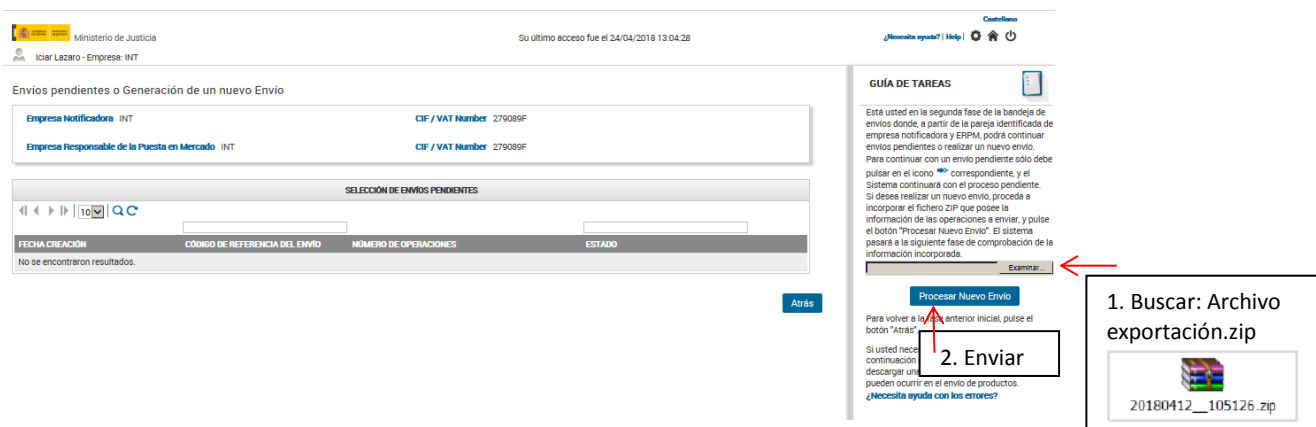 Castellano
Ministerio de Justicia
Su último acceso fue el 24/04/2018 13:04:28
¿Necesita ayuda? | Help |
Iciar Lazaro - Empresa: INT
Envíos pendientes o Generación de un nuevo Envío
Empresa Notificadora INT
CIF / VAT Number 279089F
Empresa Responsable de la Puesta en Mercado INT
CIF / VAT Number 279089F
SELECCIÓN DE ENVÍOS PENDIENTES
10
FECHA CREACIÓN
CÓDIGO DE REFERENCIA DEL ENVÍO
NÚMERO DE OPERACIONES
ESTADO
No se encontraron resultados.
Atrás
GUÍA DE TAREAS
Está usted en la segunda fase de la bandeja de
envíos donde, a partir de la pareja identificada de
empresa notificadora y ERPM, podrá continuar
envíos pendientes o realizar un nuevo envío.
Para continuar con un envío pendiente sólo debe
pulsar en el icono correspondiente, y el
Sistema continuará con el proceso pendiente.
Si desea realizar un nuevo envío, proceda a
incorporar el fichero ZIP que posee la
información de las operaciones a enviar, y pulse
el botón "Procesar Nuevo Envío". El sistema
pasará a la siguiente fase de comprobación de la
información incorporada.
Examinar...
Procesar Nuevo Envío
Para volver a la fase anterior inicial, pulse el
botón "Atrás".
Si usted nece
continuación
descargar una
pueden ocurrir en el envío de productos.
¿Necesita ayuda con los errores?
2. Enviar
1. Buscar: Archivo
exportación.zip
20180412__105126.zip